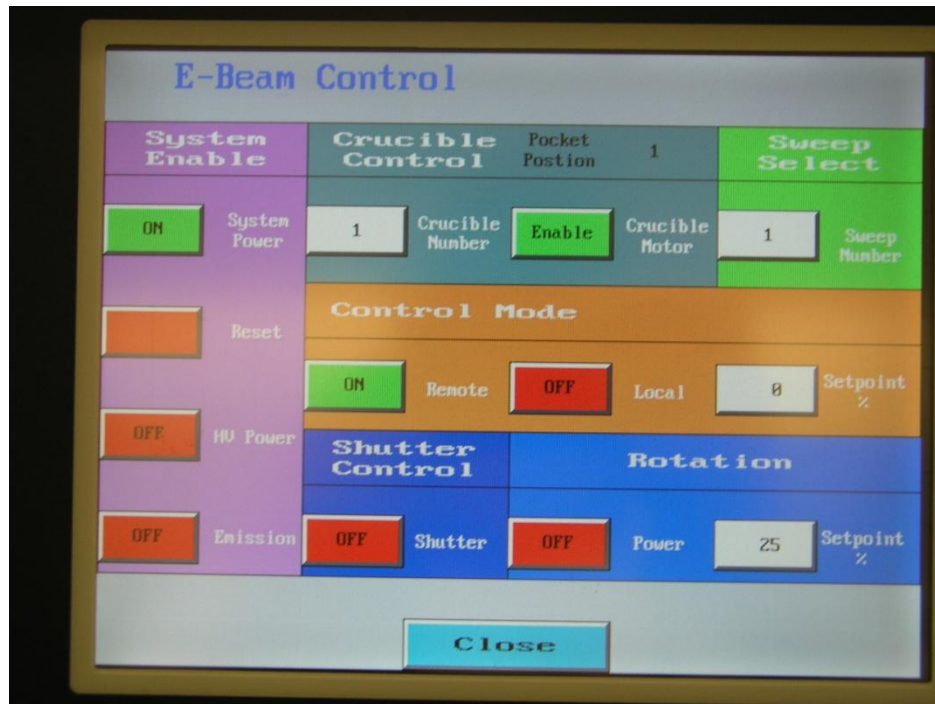 E-Beam Control
System
Enable
Crucible
Control
Pocket
Postion
1
Sweep
Select
ON
System
Power
1
Crucible
Number
Enable
Crucible
Motor
1
Sweep
Number
Control Mode
Reset
ON
Remote
OFF
Local
0
Setpoint
%
OFF
HV Power
Shutter
Control
Rotation
OFF
Emission
OFF
Shutter
OFF
Power
25
Setpoint
%
Close